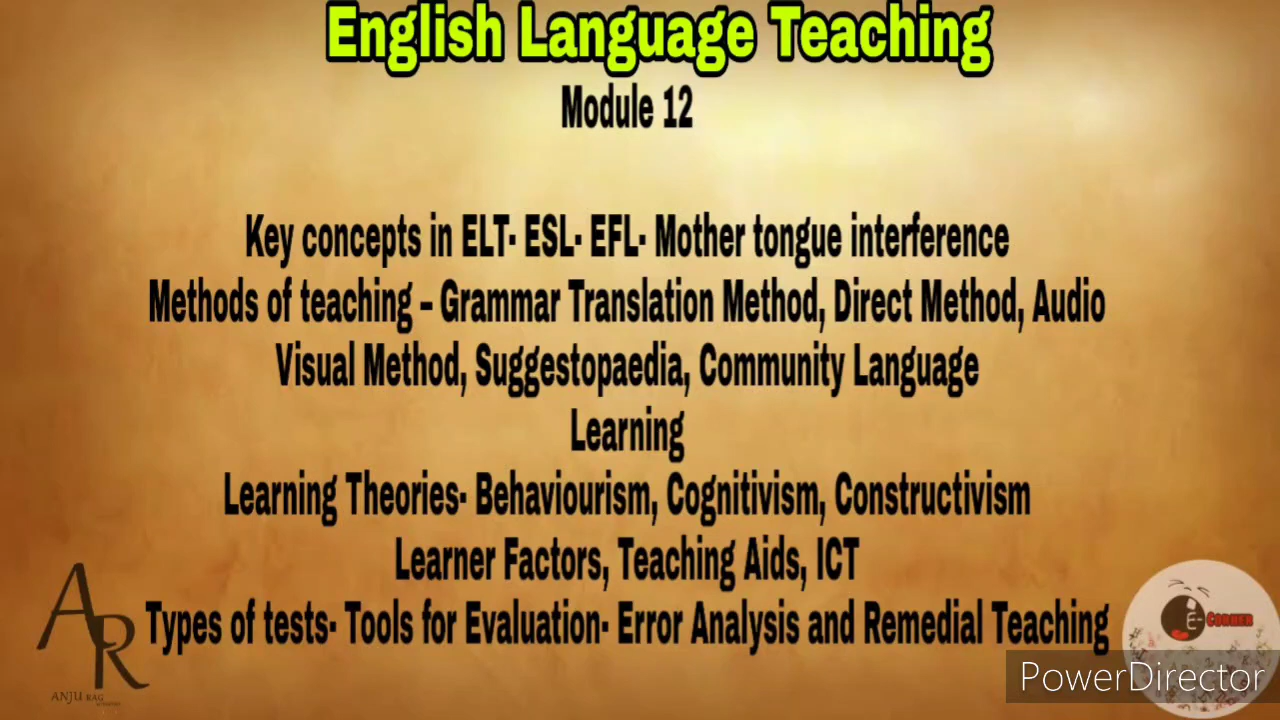 English Language Teaching
Module 12
Key concepts in ELT- ESL- EFL- Mother tongue interference
Methods of teaching – Grammar Translation Method, Direct Method, Audio
Visual Method, Suggestopaedia, Community Language
Learning
Learning Theories- Behaviourism, Cognitivism, Constructivism
Learner Factors, Teaching Aids, ICT
Types of tests- Tools for Evaluation- Error Analysis and Remedial Teaching
AR
ANJU RAG
E- CORNER
PowerDirector